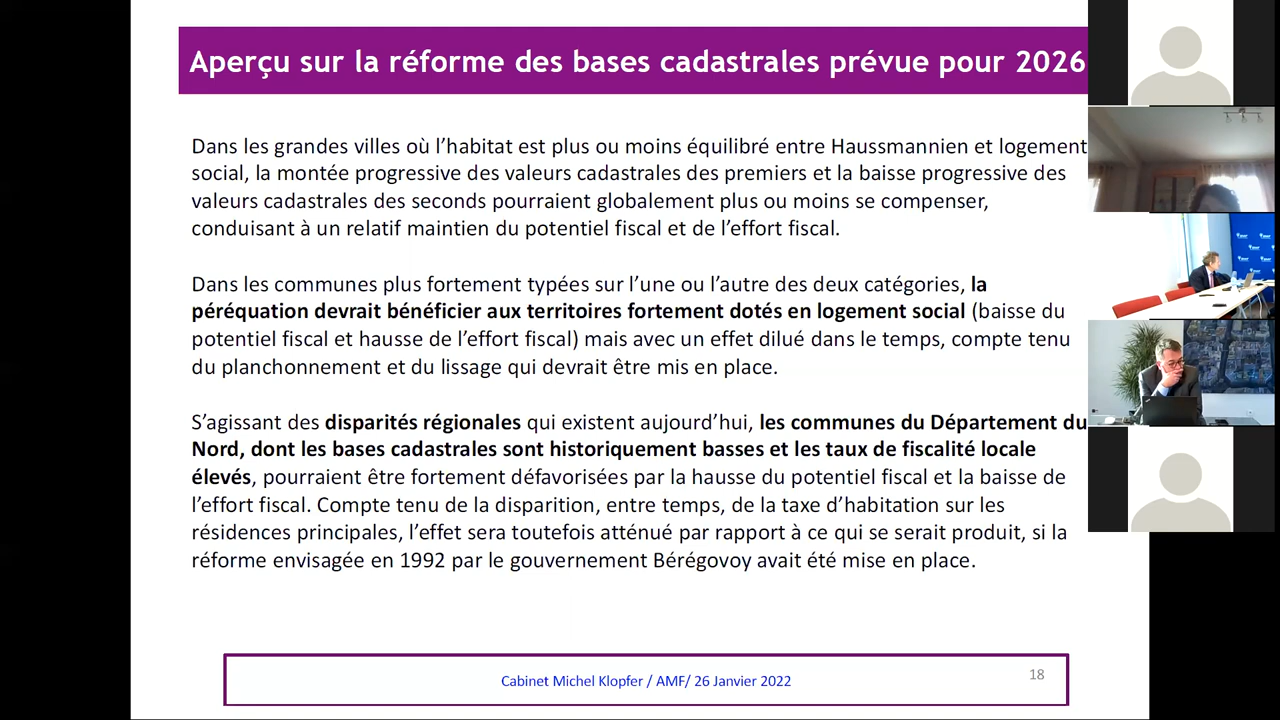 Aperçu sur la réforme des bases cadastrales prévue pour 2026
Dans les grandes villes où l’habitat est plus ou moins équilibré entre Haussmannien et logement
social, la montée progressive des valeurs cadastrales des premiers et la baisse progressive des
valeurs cadastrales des seconds pourraient globalement plus ou moins se compenser,
conduisant à un relatif maintien du potentiel fiscal et de l’effort fiscal.
Dans les communes plus fortement typées sur l’une ou l’autre des deux catégories, la
péréquation devrait bénéficier aux territoires fortement dotés en logement social (baisse du
potentiel fiscal et hausse de l’effort fiscal) mais avec un effet dilué dans le temps, compte tenu
du planchonnement et du lissage qui devrait être mis en place.
S’agissant des disparités régionales qui existent aujourd’hui, les communes du Département du
Nord, dont les bases cadastrales sont historiquement basses et les taux de fiscalité locale
élevés, pourraient être fortement défavorisées par la hausse du potentiel fiscal et la baisse de
l’effort fiscal. Compte tenu de la disparition, entre temps, de la taxe d’habitation sur les
résidences principales, l’effet sera toutefois atténué par rapport à ce qui se serait produit, si la
réforme envisagée en 1992 par le gouvernement Bérégovoy avait été mise en place.
Cabinet Michel Klopfer / AMF/ 26 Janvier 2022
18